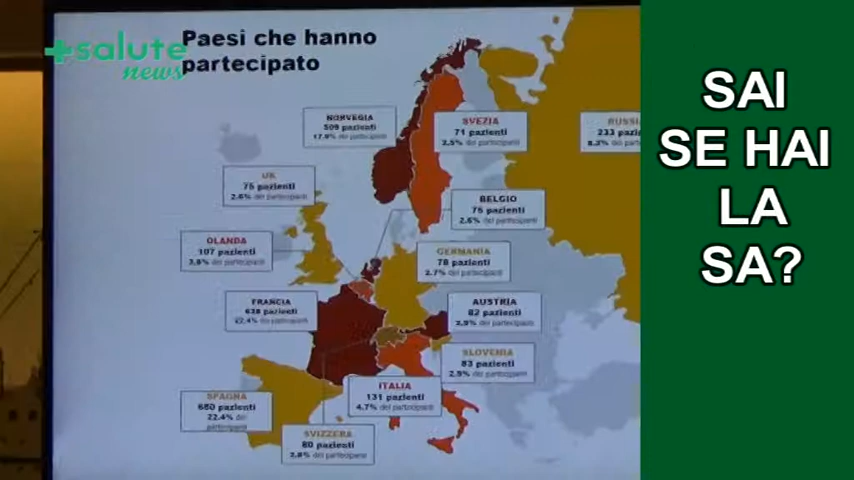 +salute
news
Paesi che hanno
partecipato
NORVEGIA
509 pazienti
17.9% dei partecipanti
SVEZIA
71 pazienti
2,5% dei partecipanti
RUSSI
233 pazi
8.2% dei part
UK
75 pazienti
2.6% dei partecipanti
BELGIO
75 pazienti
2.6% dei partecipanti
OLANDA
107 pazienti
3,8% dei partecipanti
GERMANIA
78 pazienti
2.7% dei partecipanti
FRANCIA
638 pazienti
22.4% dei partecipanti
AUSTRIA
82 pazienti
2,9% dei partecipanti
SLOVENIA
83 pazienti
2,9% dei partecipanti
ITALIA
131 pazienti
4.7% dei partecipanti
SPAGNA
pazienti
22.4% dei
partecipanti
SVIZZERA
80 pazienti
2,8% dei partecipanti
SAI
SE HAI
LA
SA?